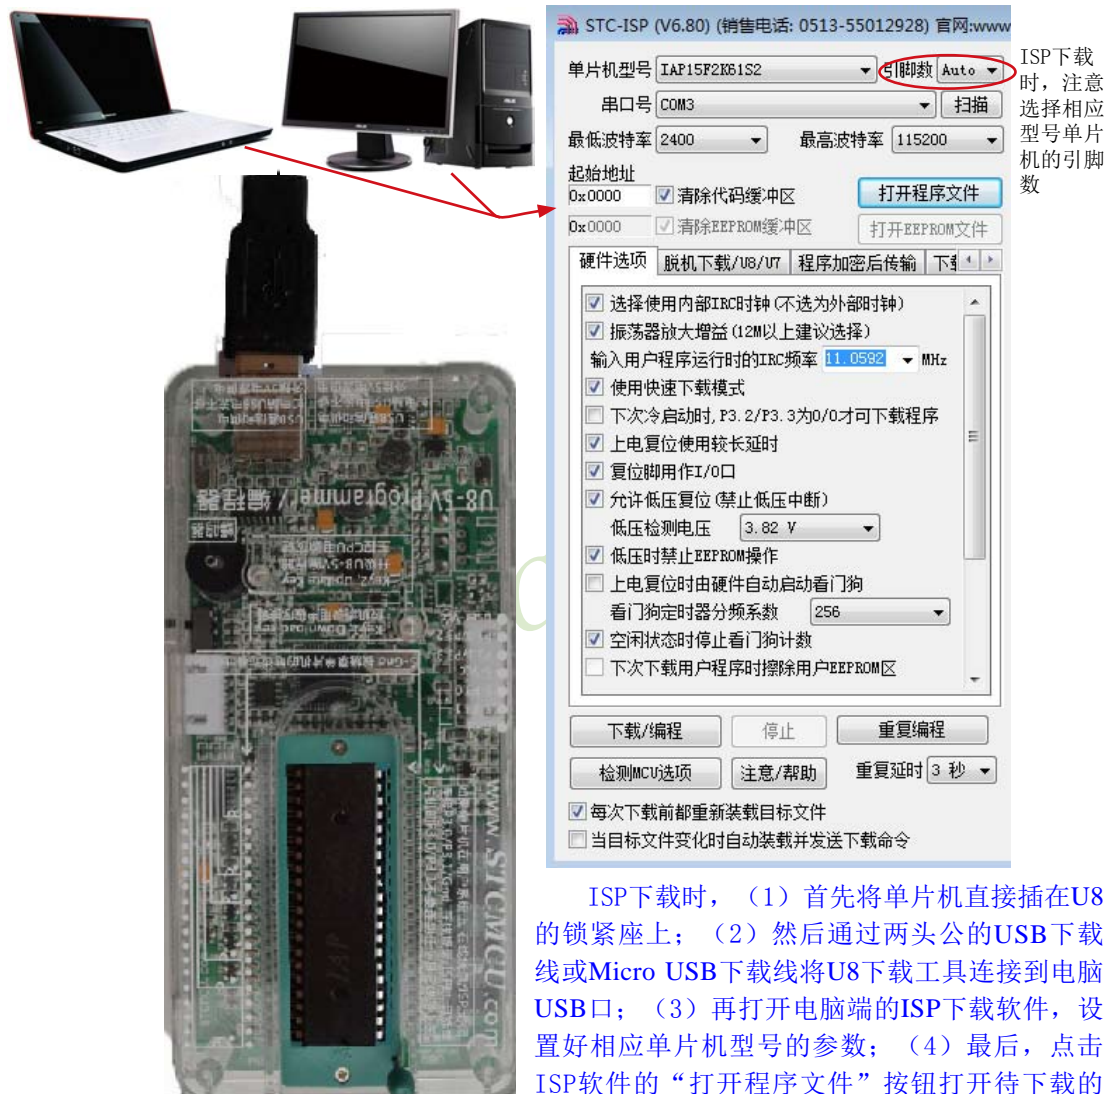 STC-ISP (V6.80) (销售电话: 0513-55012928) 官网:www
单片机型号 IAP15F2K61S2 引脚数 Auto
串口号 COM3 扫描
最低波特率 2400 最高波特率 115200
起始地址
0x0000 清除代码缓冲区 打开程序文件
0x0000 清除EEPROM缓冲区 打开EEPROM文件
硬件选项 脱机下载/U8/U7 程序加密后传输 下载
选择使用内部IRC时钟(不选为外部时钟)
振荡器放大增益(12M以上建议选择)
输入用户程序运行时的IRC频率 11.0592 MHz
使用快速下载模式
下次冷启动时,P3.2/P3.3为0/0才可下载程序
上电复位使用较长延时
复位脚用作I/O口
允许低压复位(禁止低压中断)
低压检测电压 3.82 V
低压时禁止EEPROM操作
上电复位时由硬件自动启动看门狗
看门狗定时器分频系数 256
空闲状态时停止看门狗计数
下次下载用户程序时擦除用户EEPROM区
下载/编程 停止 重复编程
检测MCU选项 注意/帮助 重复延时 3 秒
每次下载前都重新装载目标文件
当目标文件变化时自动装载并发送下载命令
ISP下载
时，注意
选择相应
型号单片
机的引脚
数
U8-5V Programmer / 编程器
www.STCMCU.com
ISP下载时，（1）首先将单片机直接插在U8
的锁紧座上；（2）然后通过两头公的USB下载
线或Micro USB下载线将U8下载工具连接到电脑
USB口；（3）再打开电脑端的ISP下载软件，设
置好相应单片机型号的参数；（4）最后，点击
ISP软件的“打开程序文件”按钮打开待下载的